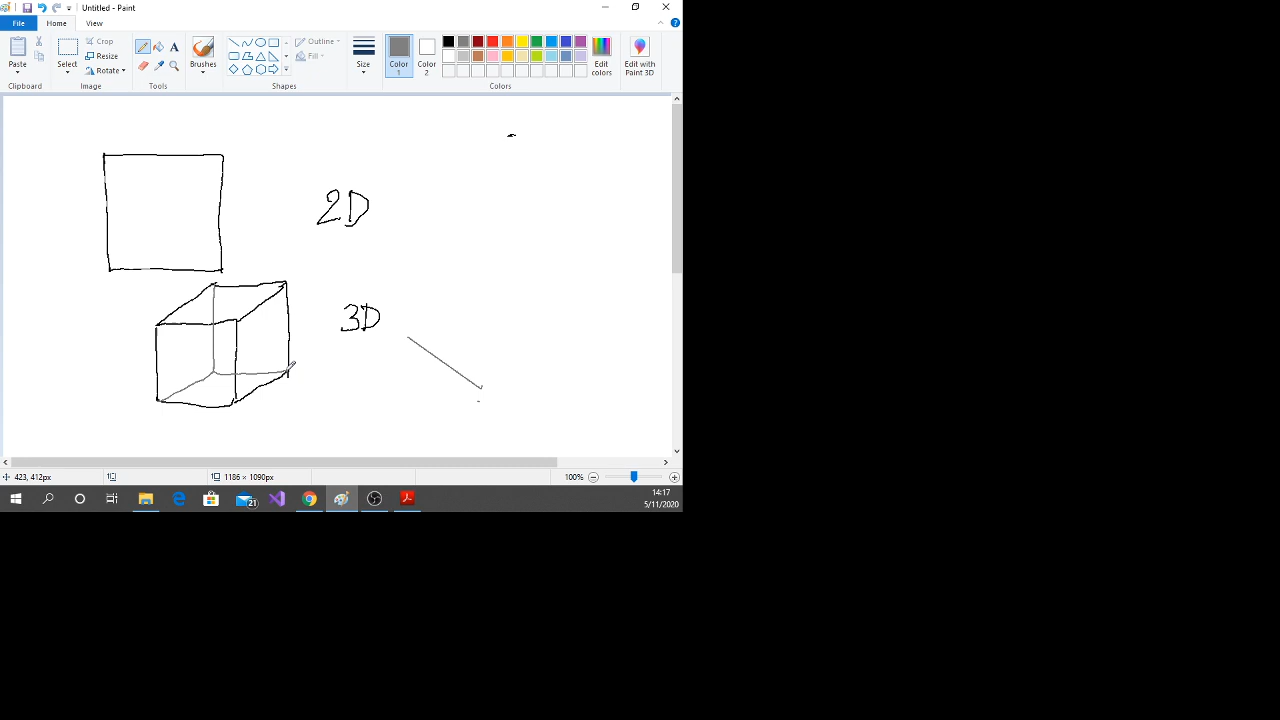 Untitled - Paint
File Home View
Paste
Select
Crop
Resize
Rotate
A
Brushes
Outline
Fill
Size
Color 1
Color 2
Edit colors
Edit with Paint 3D
Clipboard
Image
Tools
Shapes
Colors
2D
3D
423, 412px
1186 × 1090px
100%
21
14:17
5/11/2020